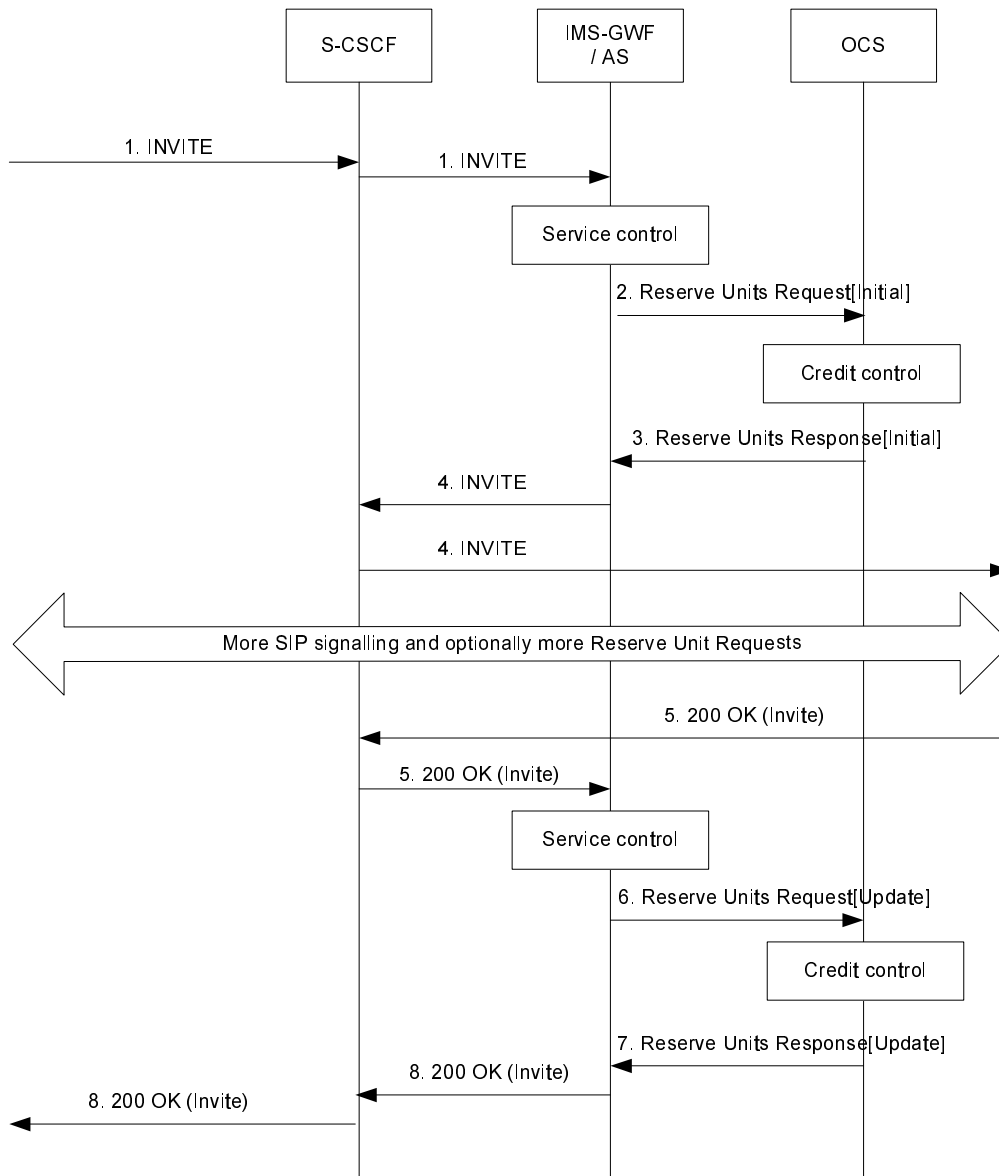 S-CSCF
IMS-GWF
/ AS
OCS
1. INVITE
1. INVITE
Service control
2. Reserve Units Request[Initial]
Credit control
3. Reserve Units Response[Initial]
4. INVITE
4. INVITE
More SIP signalling and optionally more Reserve Unit Requests
5. 200 OK (Invite)
5. 200 OK (Invite)
Service control
6. Reserve Units Request[Update]
Credit control
7. Reserve Units Response[Update]
8. 200 OK (Invite)
8. 200 OK (Invite)